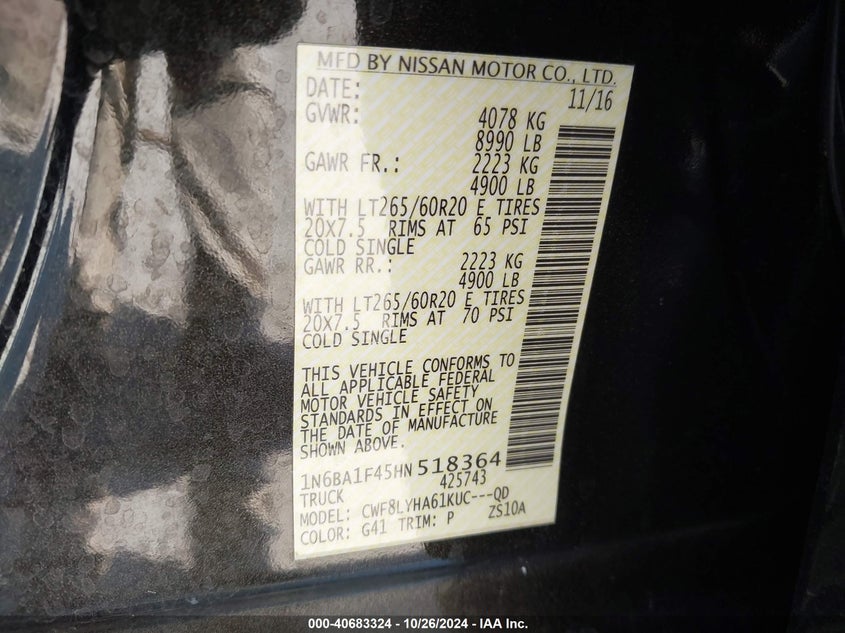 MFD BY NISSAN MOTOR CO., LTD.
DATE: 11/16
GVWR: 4078 KG
8990 LB
GAWR FR.: 2223 KG
4900 LB
WITH LT265/60R20 E TIRES
20X7.5 RIMS AT 65 PSI
COLD SINGLE
GAWR RR.: 2223 KG
4900 LB
WITH LT265/60R20 E TIRES
20X7.5 RIMS AT 70 PSI
COLD SINGLE
THIS VEHICLE CONFORMS TO
ALL APPLICABLE FEDERAL
MOTOR VEHICLE SAFETY
STANDARDS IN EFFECT ON
THE DATE OF MANUFACTURE
SHOWN ABOVE.
1N6BA1F45HN518364
TRUCK 425743
MODEL: CWF8LYHA61KUC---QD
COLOR: G41 TRIM: P ZS10A
000-40683324 - 10/26/2024 - IAA Inc.